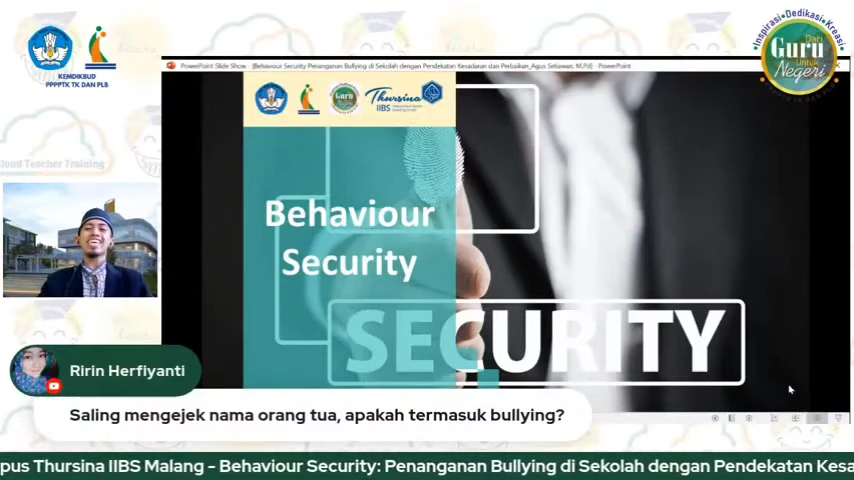 KEMDIKBUD
PPPPTK TK DAN PLB
Inspirasi•Dedikasi•Kreasi
Dari
Guru
Untuk
Negeri
PowerPoint Slide Show - [Behaviour Security Penanganan Bullying di Sekolah dengan Pendekatan Kesadaran dan Perbaikan_Agus Setiawan, M.Pd] - PowerPoint
Guru
Thursina
IIBS
Cloud Teacher Training
Behaviour
Security
SECURITY
Ririn Herfiyanti
Saling mengejek nama orang tua, apakah termasuk bullying?
pus Thursina IIBS Malang - Behaviour Security: Penanganan Bullying di Sekolah dengan Pendekatan Kesa